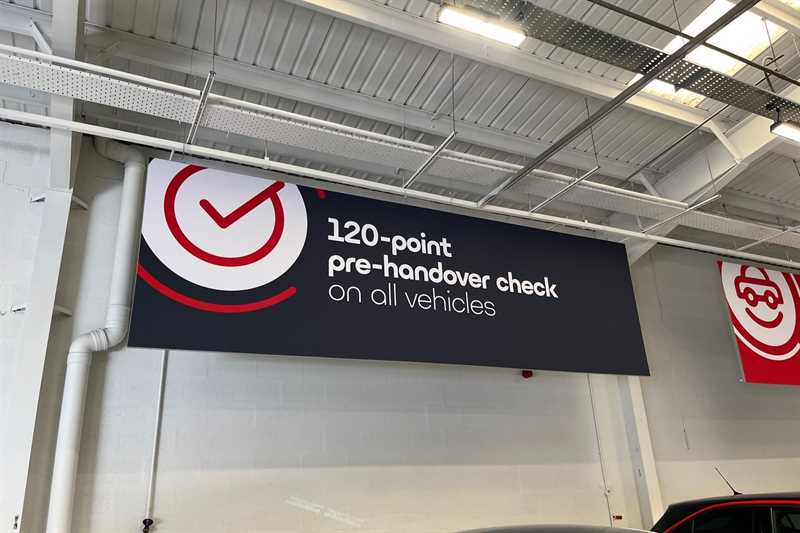 120-point
pre-handover check
on all vehicles